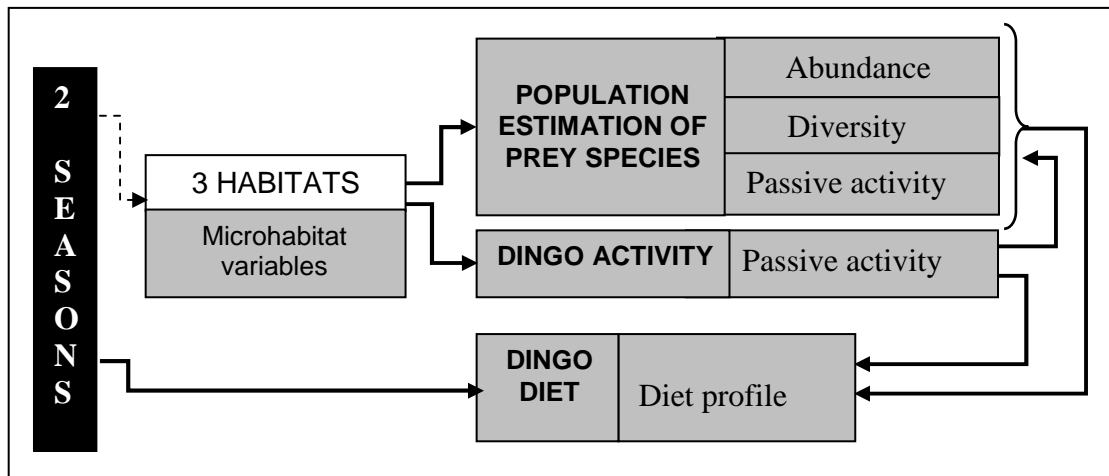 2
SEASONS
3 HABITATS
Microhabitat
variables
POPULATION
ESTIMATION OF
PREY SPECIES
Abundance
Diversity
Passive activity
DINGO ACTIVITY
Passive activity
DINGO
DIET
Diet profile